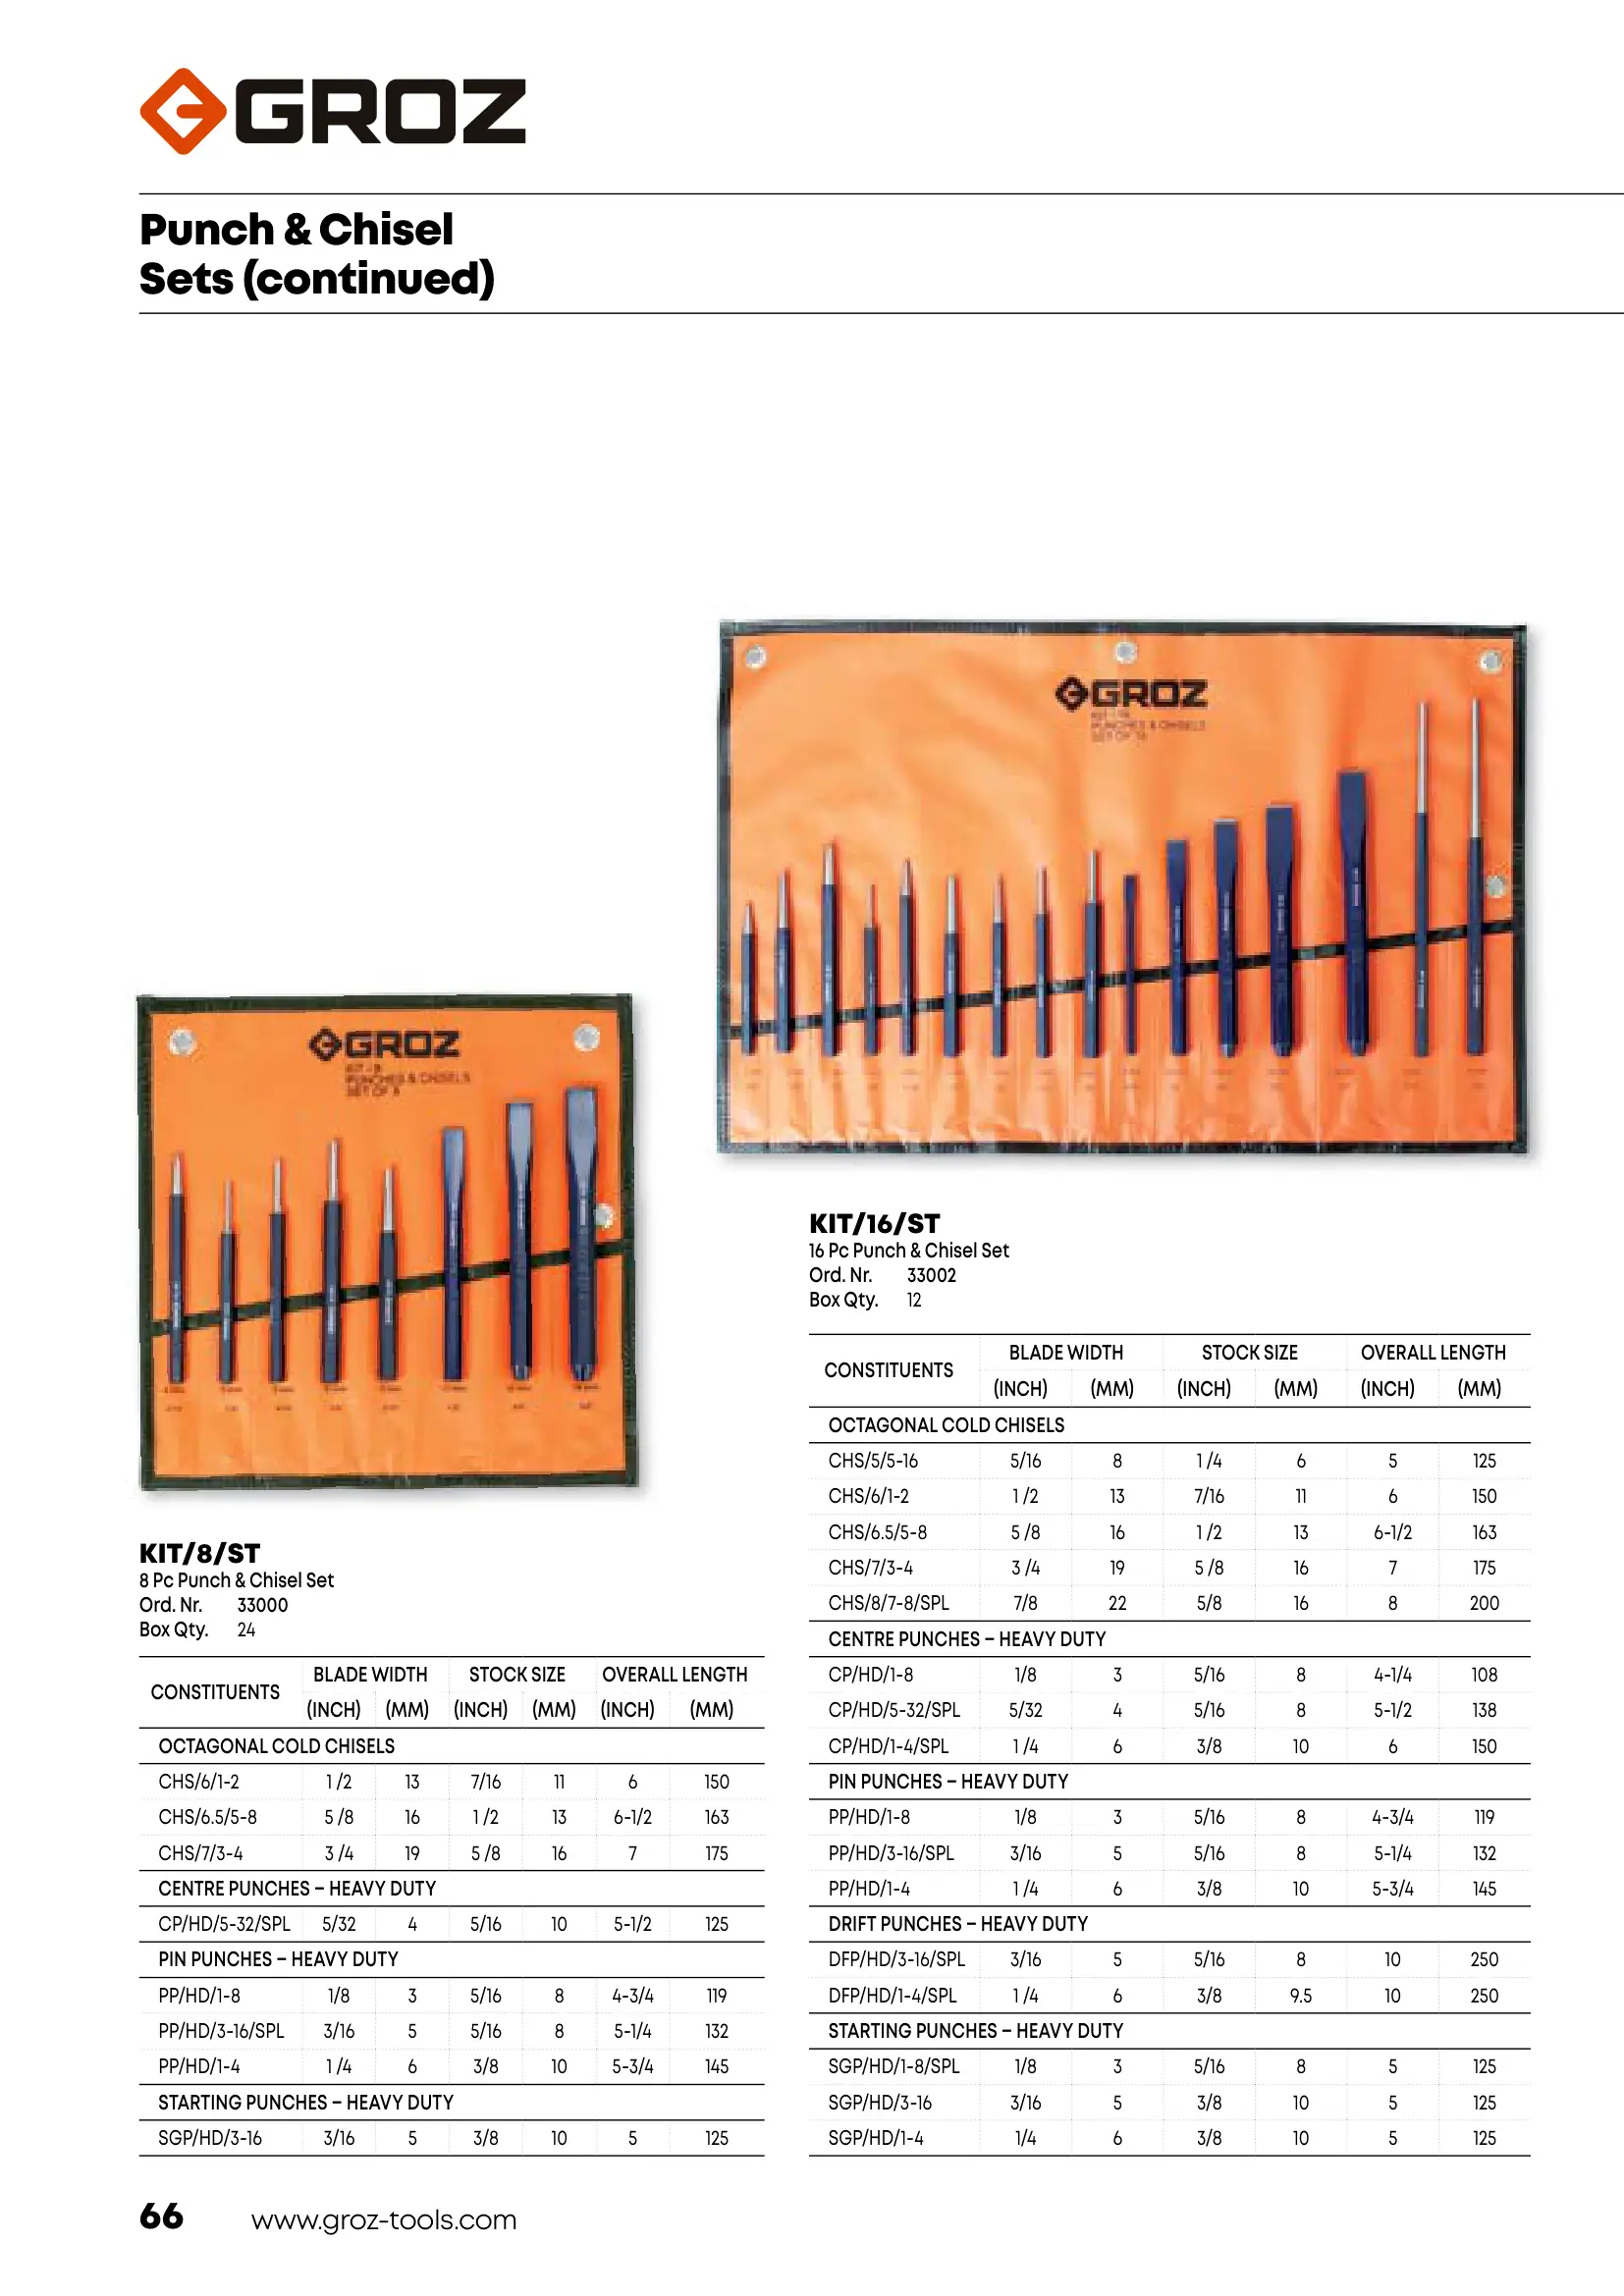 GROZ
Punch & Chisel
Sets (continued)
GROZ
PUNCHES & CHISELS
SET OF 16
GROZ
KIT - 8
PUNCHES & CHISELS
SET OF 8
KIT/8/ST
8 Pc Punch & Chisel Set
Ord. Nr. 33000
Box Qty. 24
CONSTITUENTS BLADE WIDTH STOCK SIZE OVERALL LENGTH
(INCH) (MM) (INCH) (MM) (INCH) (MM)
OCTAGONAL COLD CHISELS
CHS/6/1-2 1 /2 13 7/16 11 6 150
CHS/6.5/5-8 5 /8 16 1 /2 13 6-1/2 163
CHS/7/3-4 3 /4 19 5 /8 16 7 175
CENTRE PUNCHES – HEAVY DUTY
CP/HD/5-32/SPL 5/32 4 5/16 10 5-1/2 125
PIN PUNCHES – HEAVY DUTY
PP/HD/1-8 1/8 3 5/16 8 4-3/4 119
PP/HD/3-16/SPL 3/16 5 5/16 8 5-1/4 132
PP/HD/1-4 1 /4 6 3/8 10 5-3/4 145
STARTING PUNCHES – HEAVY DUTY
SGP/HD/3-16 3/16 5 3/8 10 5 125
KIT/16/ST
16 Pc Punch & Chisel Set
Ord. Nr. 33002
Box Qty. 12
CONSTITUENTS BLADE WIDTH STOCK SIZE OVERALL LENGTH
(INCH) (MM) (INCH) (MM) (INCH) (MM)
OCTAGONAL COLD CHISELS
CHS/5/5-16 5/16 8 1 /4 6 5 125
CHS/6/1-2 1 /2 13 7/16 11 6 150
CHS/6.5/5-8 5 /8 16 1 /2 13 6-1/2 163
CHS/7/3-4 3 /4 19 5 /8 16 7 175
CHS/8/7-8/SPL 7/8 22 5/8 16 8 200
CENTRE PUNCHES – HEAVY DUTY
CP/HD/1-8 1/8 3 5/16 8 4-1/4 108
CP/HD/5-32/SPL 5/32 4 5/16 8 5-1/2 138
CP/HD/1-4/SPL 1 /4 6 3/8 10 6 150
PIN PUNCHES – HEAVY DUTY
PP/HD/1-8 1/8 3 5/16 8 4-3/4 119
PP/HD/3-16/SPL 3/16 5 5/16 8 5-1/4 132
PP/HD/1-4 1 /4 6 3/8 10 5-3/4 145
DRIFT PUNCHES – HEAVY DUTY
DFP/HD/3-16/SPL 3/16 5 5/16 8 10 250
DFP/HD/1-4/SPL 1 /4 6 3/8 9.5 10 250
STARTING PUNCHES – HEAVY DUTY
SGP/HD/1-8/SPL 1/8 3 5/16 8 5 125
SGP/HD/3-16 3/16 5 3/8 10 5 125
SGP/HD/1-4 1/4 6 3/8 10 5 125
66 www.groz-tools.com